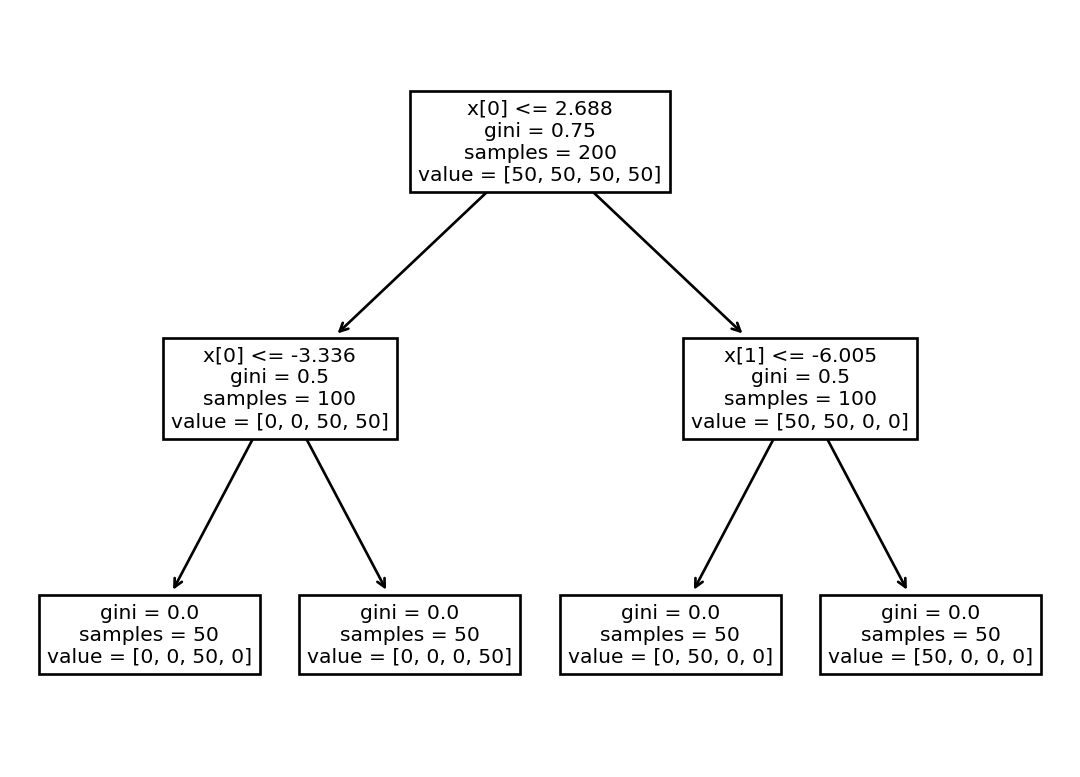 x[0] <= 2.688
gini = 0.75
samples = 200
value = [50, 50, 50, 50]
x[0] <= -3.336
gini = 0.5
samples = 100
value = [0, 0, 50, 50]
x[1] <= -6.005
gini = 0.5
samples = 100
value = [50, 50, 0, 0]
gini = 0.0
samples = 50
value = [0, 0, 50, 0]
gini = 0.0
samples = 50
value = [0, 0, 0, 50]
gini = 0.0
samples = 50
value = [0, 50, 0, 0]
gini = 0.0
samples = 50
value = [50, 0, 0, 0]